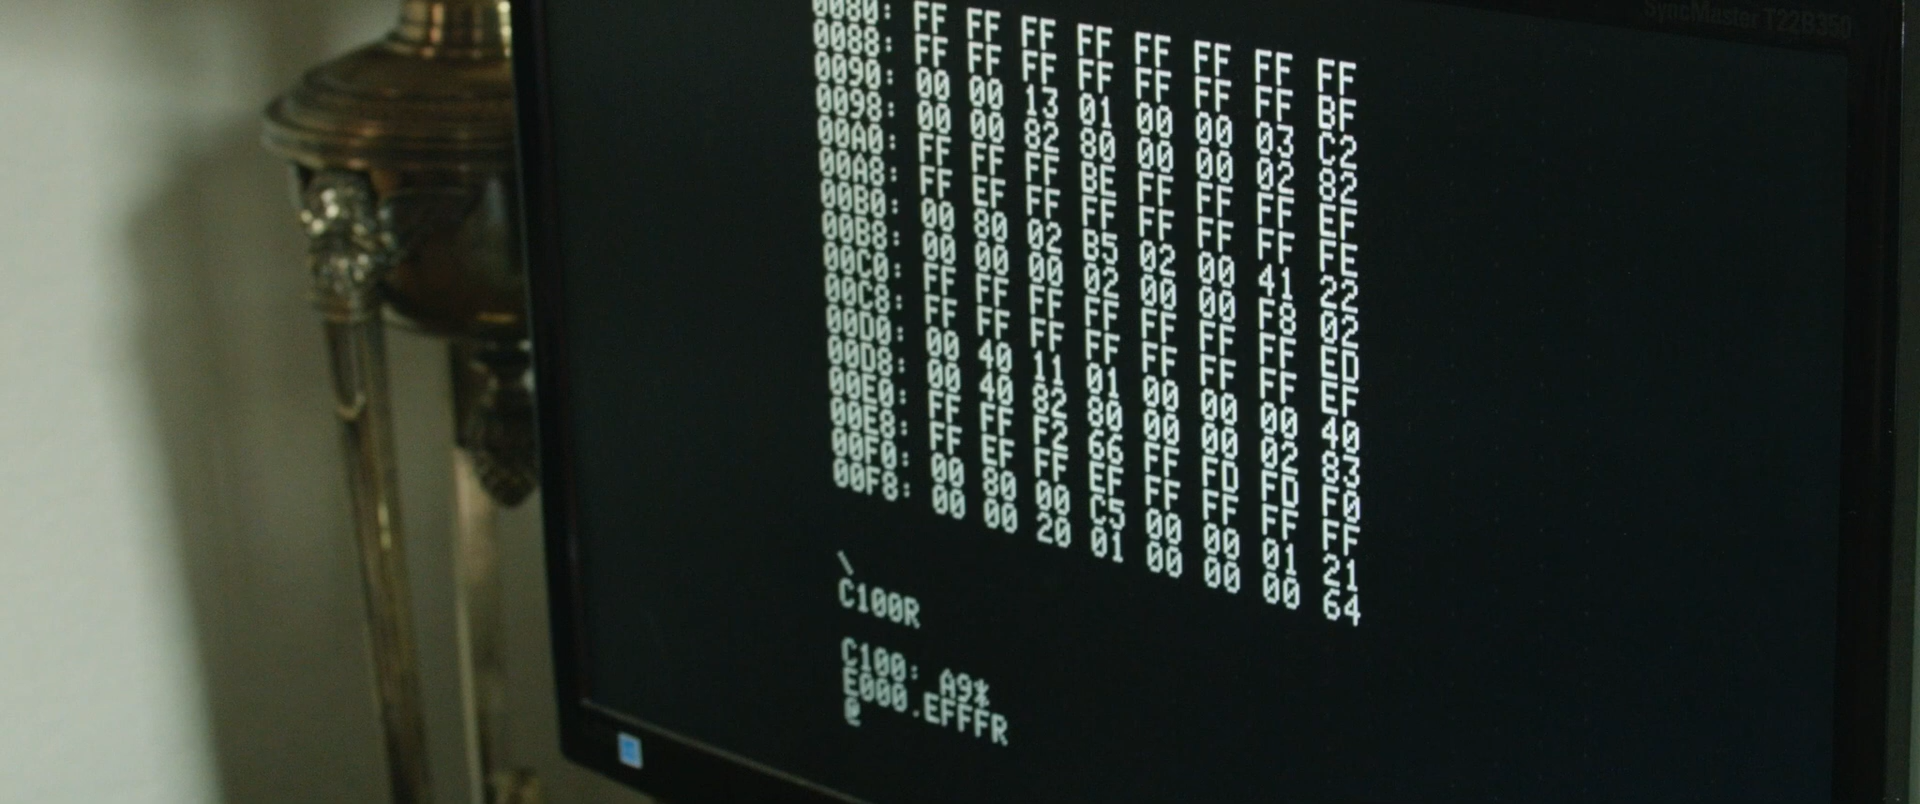 SyncMaster T22B350
0080: FF FF FF FF FF FF FF FF
0088: FF FF FF FF FF FF FF BF
0090: 00 00 13 01 00 00 03 C2
0098: 00 00 82 80 00 00 02 82
00A0: FF FF FF BE FF FF FF EF
00A8: FF EF FF FF FF FF FF FE
00B0: 00 80 02 B5 02 00 41 22
00B8: 00 00 00 02 00 00 F8 02
00C0: FF FF FF FF FF FF FF ED
00C8: FF FF FF FF FF FF FF EF
00D0: 00 40 11 01 00 00 00 40
00D8: 00 40 82 80 00 00 02 83
00E0: FF FF F2 66 FF FD FD F0
00E8: FF EF FF EF FF FF FF FF
00F0: 00 80 00 C5 00 00 01 21
00F8: 00 00 20 01 00 00 00 64
\
C100R
C100: A9*
E000.EFFFR
@